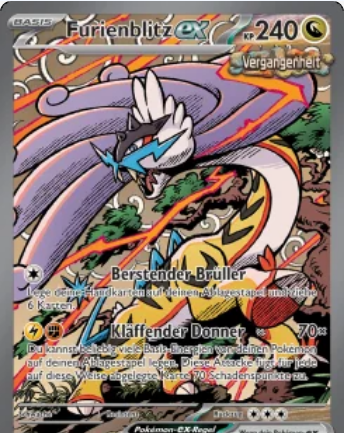 BASIS Furienblitz ex KP 240
Vergangenheit
Berstender Brüller
Lege deine Handkarten auf deinen Ablagestapel und ziehe
6 Karten.
Kläffender Donner 70×
Du kannst beliebig viele Basis-Energien von deinen Pokémon
auf deinen Ablagestapel legen. Diese Attacke fügt für jede
auf diese Weise abgelegte Karte 70 Schadenspunkte zu.
Rückzug
Pokémon-ex-Regel